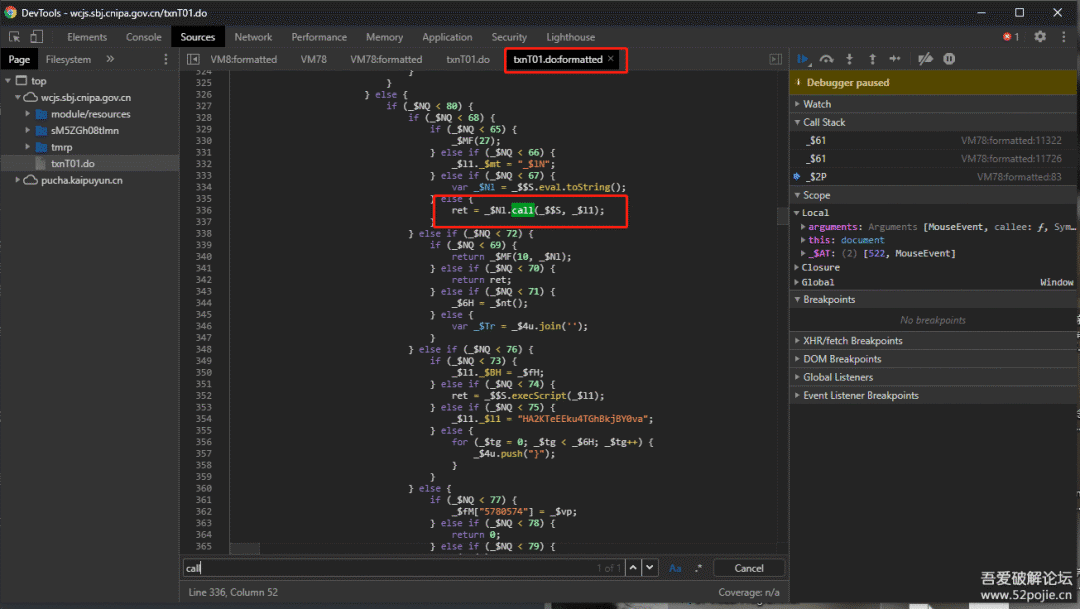 DevTools - wcjs.sbj.cnipa.gov.cn/txnT01.do
Elements Console Sources Network Performance Memory Application Security Lighthouse 1
Page Filesystem » VM8:formatted VM78 VM78:formatted txnT01.do txnT01.do:formatted ×
top
wcjs.sbj.cnipa.gov.cn
module/resources
sM5ZGh08tlmn
tmrp
txnT01.do
pucha.kaipuyun.cn
324 }
325 }
326 } else {
327 if (_$NQ < 80) {
328 if (_$NQ < 68) {
329 if (_$NQ < 65) {
330 _$MF(27);
331 } else if (_$NQ < 66) {
332 _$11._$mt = "_$1N";
333 } else if (_$NQ < 67) {
334 var _$Nl = _$$S.eval.toString();
335 } else {
336 ret = _$Nl.call(_$$S, _$l1);
337 }
338 } else if (_$NQ < 72) {
339 if (_$NQ < 69) {
340 return _$MF(10, _$Nl);
341 } else if (_$NQ < 70) {
342 return ret;
343 } else if (_$NQ < 71) {
344 _$6H = _$nt();
345 } else {
346 var _$Tr = _$4u.join('');
347 }
348 } else if (_$NQ < 76) {
349 if (_$NQ < 73) {
350 _$l1._$BH = _$fH;
351 } else if (_$NQ < 74) {
352 ret = _$$S.execScript(_$l1);
353 } else if (_$NQ < 75) {
354 _$l1._$l1 = "HA2KTeEEku4TGhBkjBY0va";
355 } else {
356 for (_$tg = 0; _$tg < _$6H; _$tg++) {
357 _$4u.push("}");
358 }
359 }
360 } else {
361 if (_$NQ < 77) {
362 _$fM["5780574"] = _$vp;
363 } else if (_$NQ < 78) {
364 return 0;
365 } else if (_$NQ < 79) {
call 1 of 1 Aa .* Cancel
Line 336, Column 52 Coverage: n/a
Debugger paused
Watch
Call Stack
_$61 VM78:formatted:11322
_$61 VM78:formatted:11726
_$2P VM78:formatted:83
Scope
Local
arguments: Arguments [MouseEvent, callee: ƒ, Sym…
this: document
_$AT: (2) [522, MouseEvent]
Closure
Global Window
Breakpoints
No breakpoints
XHR/fetch Breakpoints
DOM Breakpoints
Global Listeners
Event Listener Breakpoints
吾爱破解论坛
www.52pojie.cn